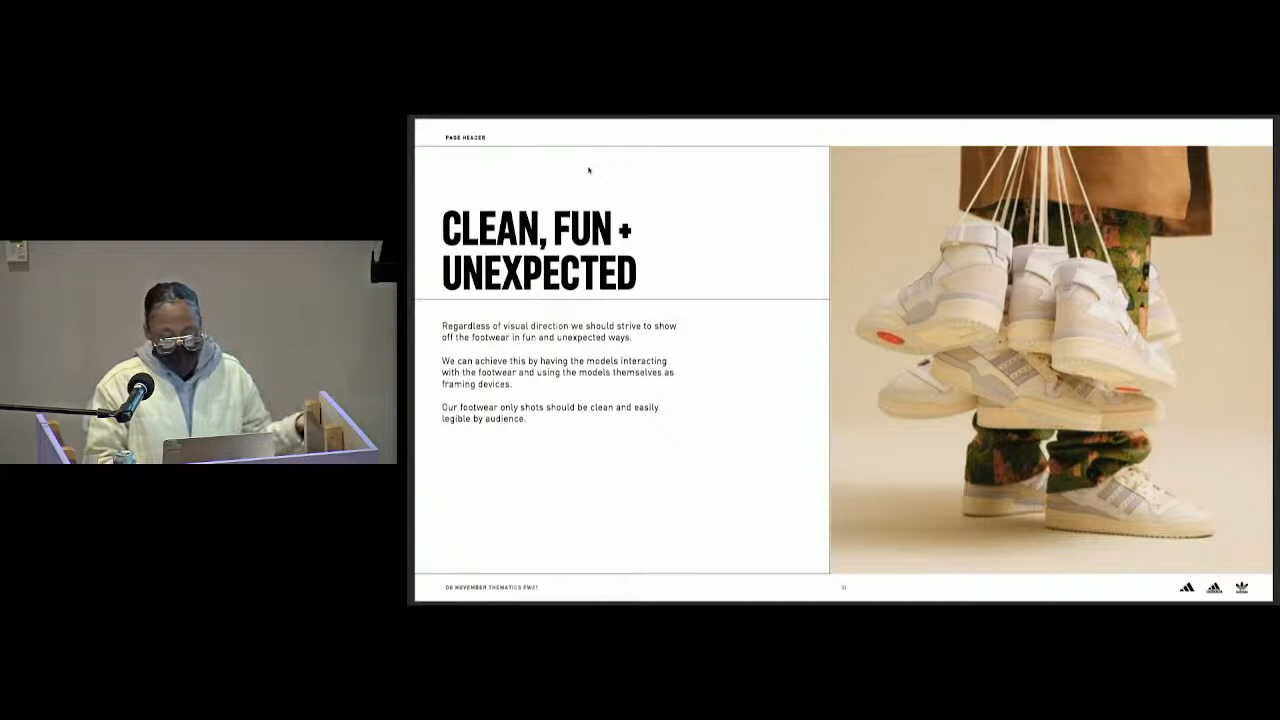 PAGE HEADER
CLEAN, FUN +
UNEXPECTED
Regardless of visual direction we should strive to show
off the footwear in fun and unexpected ways.
We can achieve this by having the models interacting
with the footwear and using the models themselves as
framing devices.
Our footwear only shots should be clean and easily
legible by audience.
OG NOVEMBER THEMATICS FW21
10